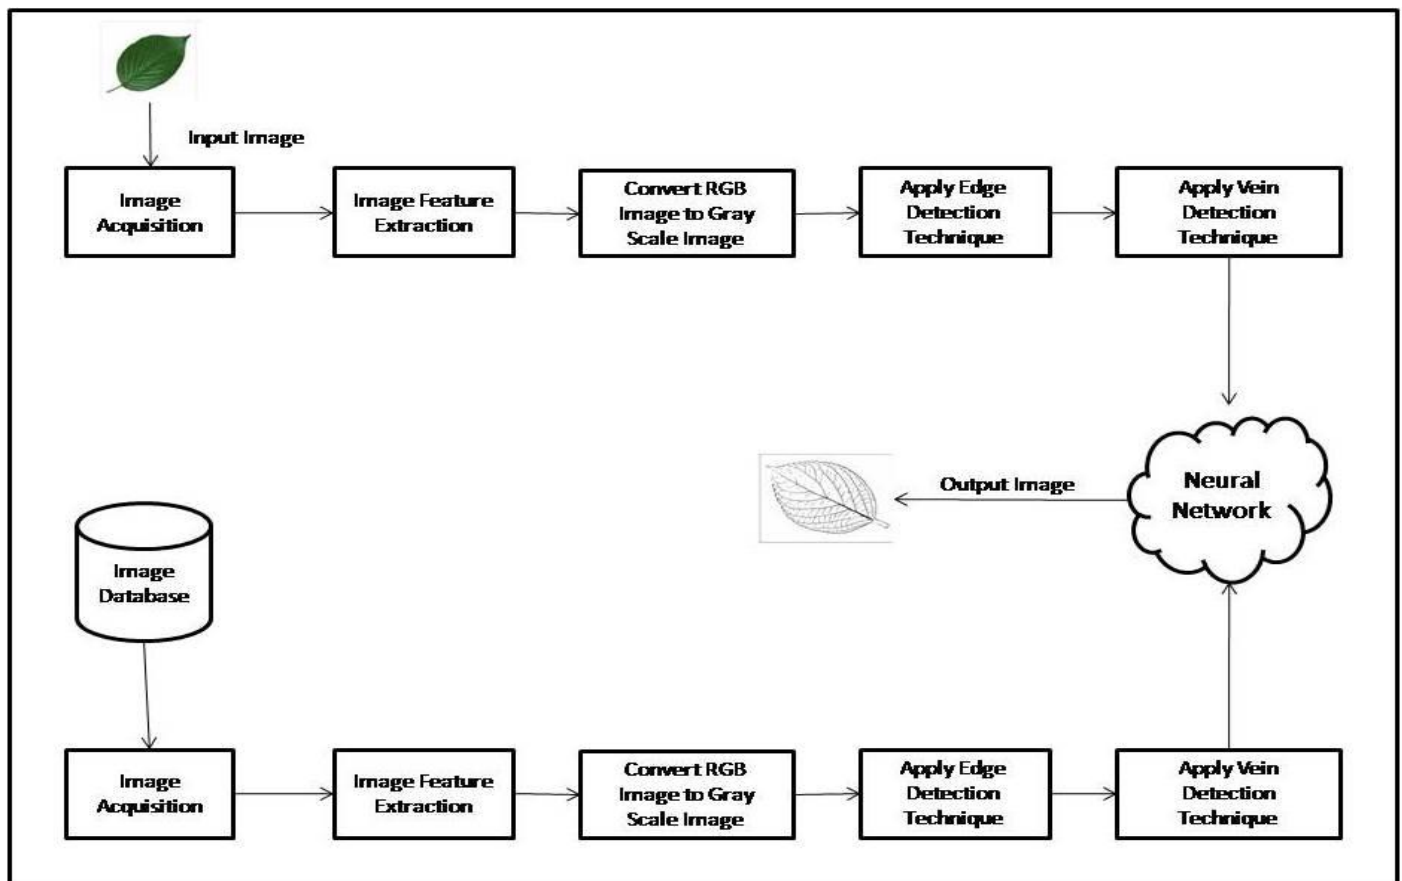 Input Image
Image
Acquisition
Image Feature
Extraction
Convert RGB
Image to Gray
Scale Image
Apply Edge
Detection
Technique
Apply Vein
Detection
Technique
Neural
Network
Output Image
Image
Database
Image
Acquisition
Image Feature
Extraction
Convert RGB
Image to Gray
Scale Image
Apply Edge
Detection
Technique
Apply Vein
Detection
Technique